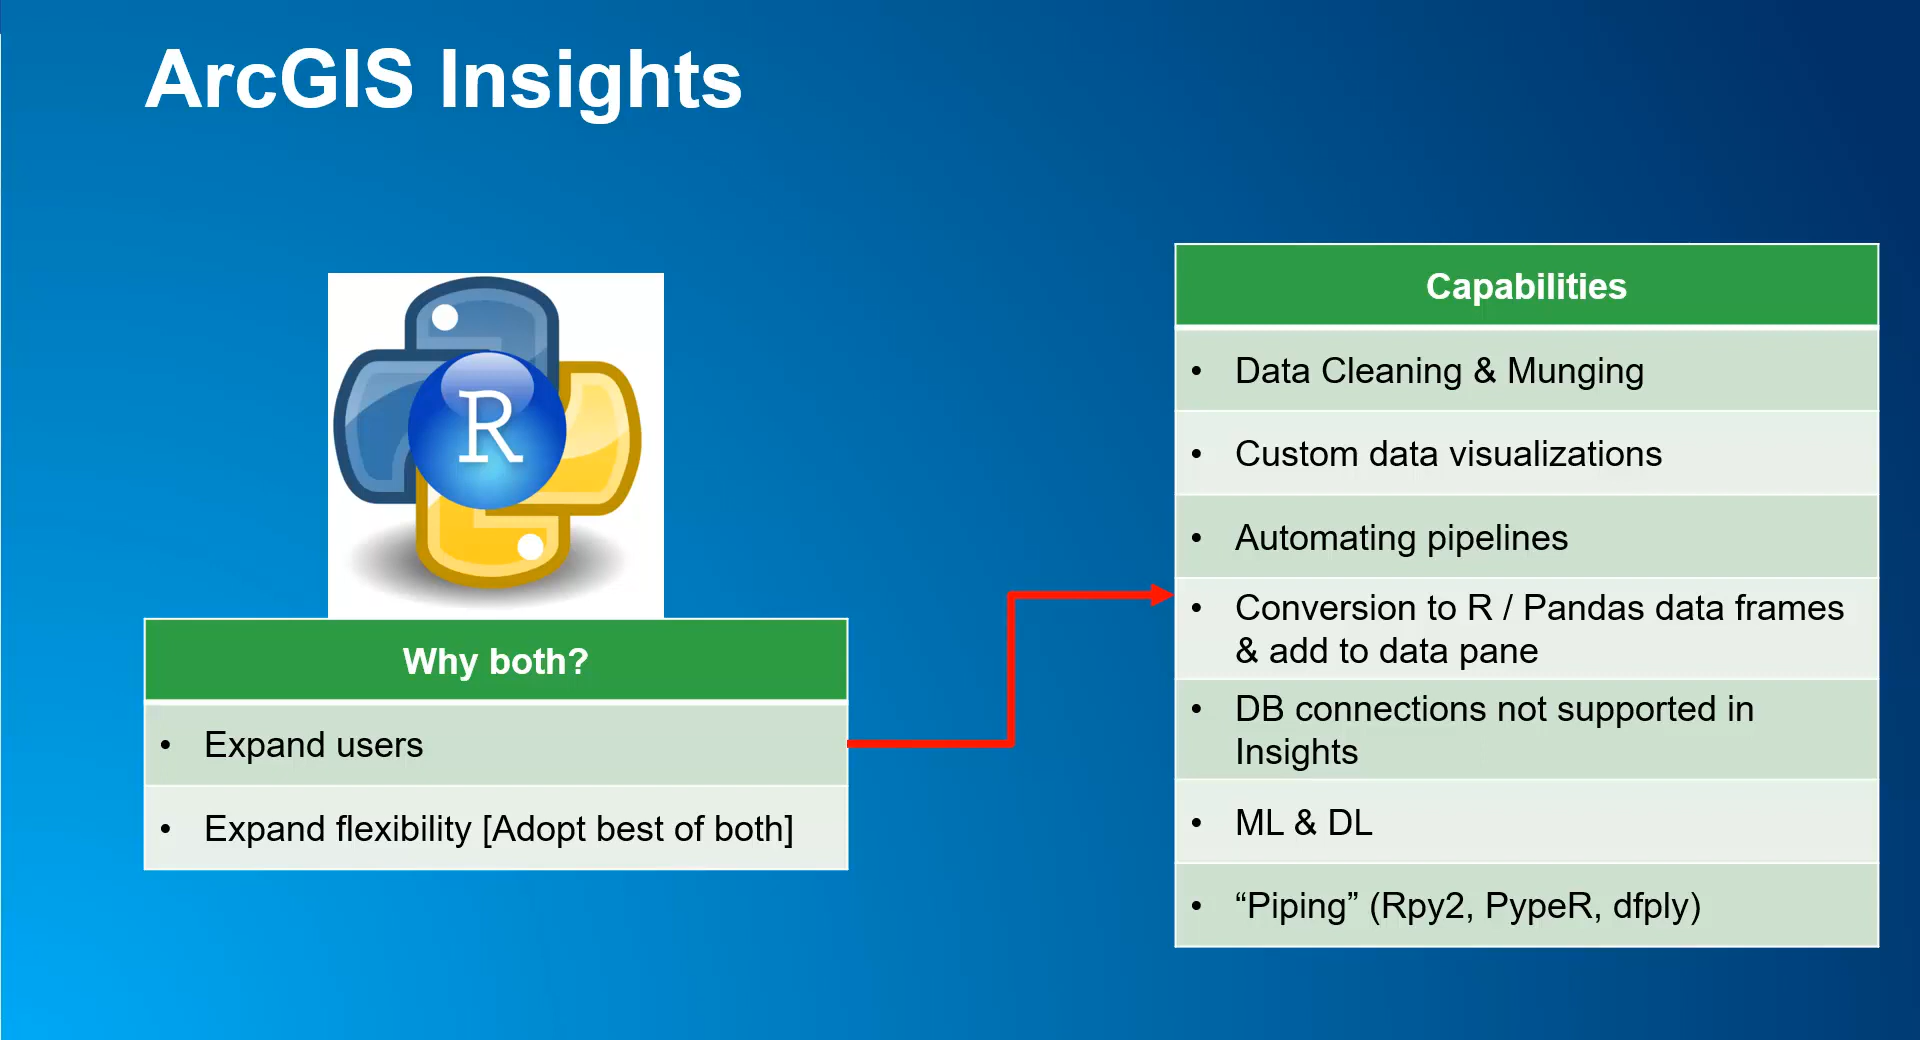 ArcGIS Insights
R
Why both?
• Expand users
• Expand flexibility [Adopt best of both]
Capabilities
• Data Cleaning & Munging
• Custom data visualizations
• Automating pipelines
• Conversion to R / Pandas data frames
& add to data pane
• DB connections not supported in
Insights
• ML & DL
• “Piping” (Rpy2, PypeR, dfply)